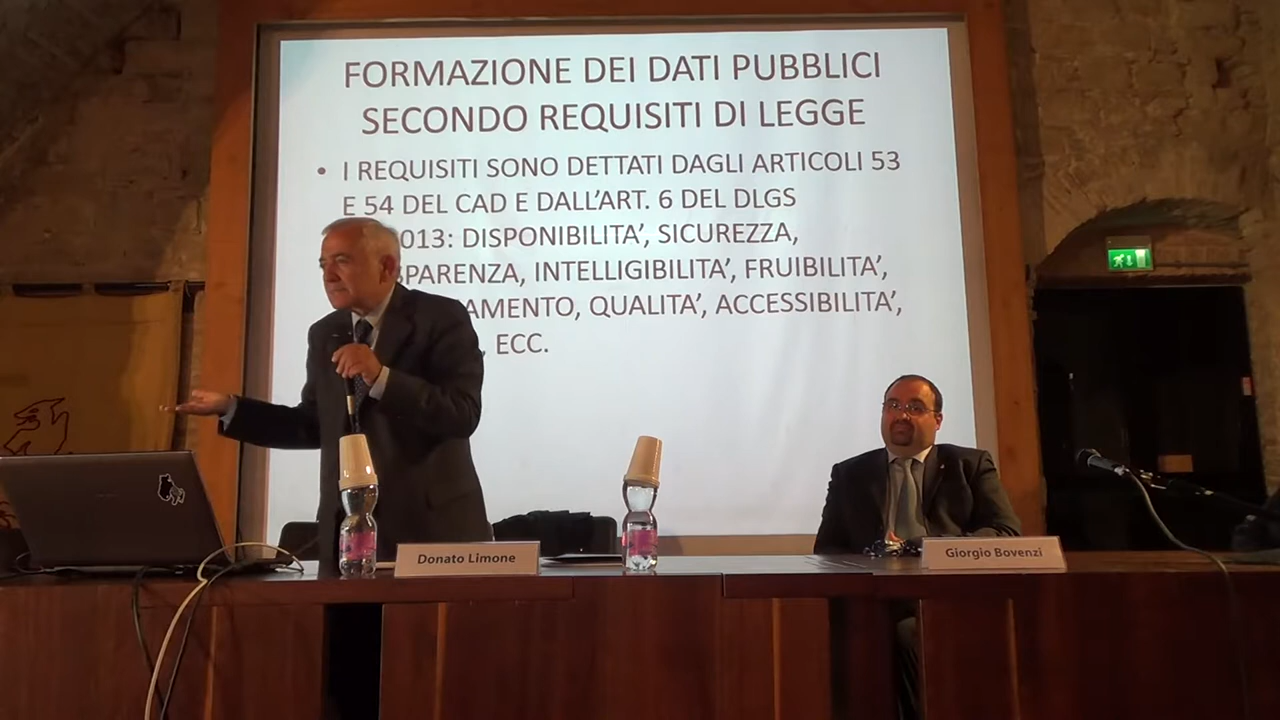 FORMAZIONE DEI DATI PUBBLICI
SECONDO REQUISITI DI LEGGE
• I REQUISITI SONO DETTATI DAGLI ARTICOLI 53
E 54 DEL CAD E DALL'ART. 6 DEL DLGS
013: DISPONIBILITA', SICUREZZA,
SPARENZA, INTELLIGIBILITA', FRUIBILITA',
AMENTO, QUALITA', ACCESSIBILITA',
, ECC.
Donato Limone
Giorgio Bovenzi